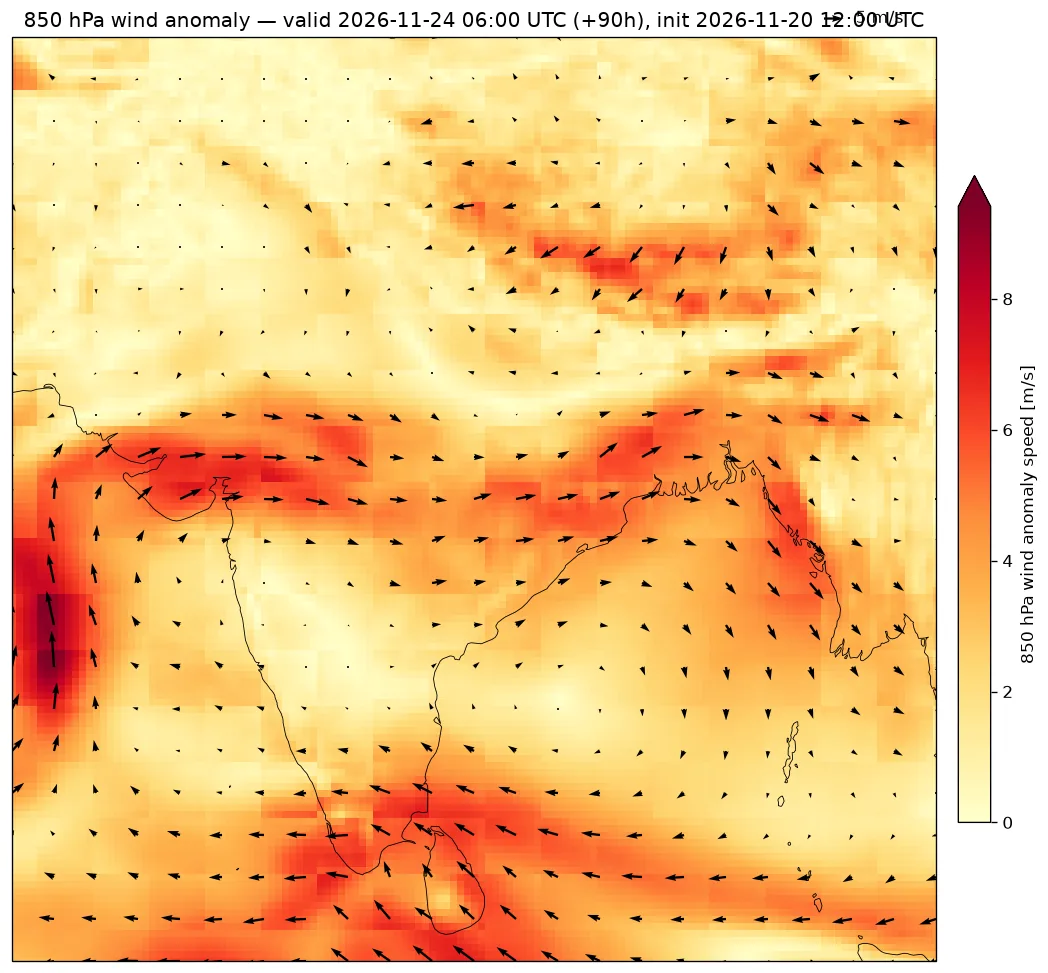 850 hPa wind anomaly — valid 2026-11-24 06:00 UTC (+90h), init 2026-11-20 12:00 UTC
5 m/s
8
6
4
2
0
850 hPa wind anomaly speed [m/s]